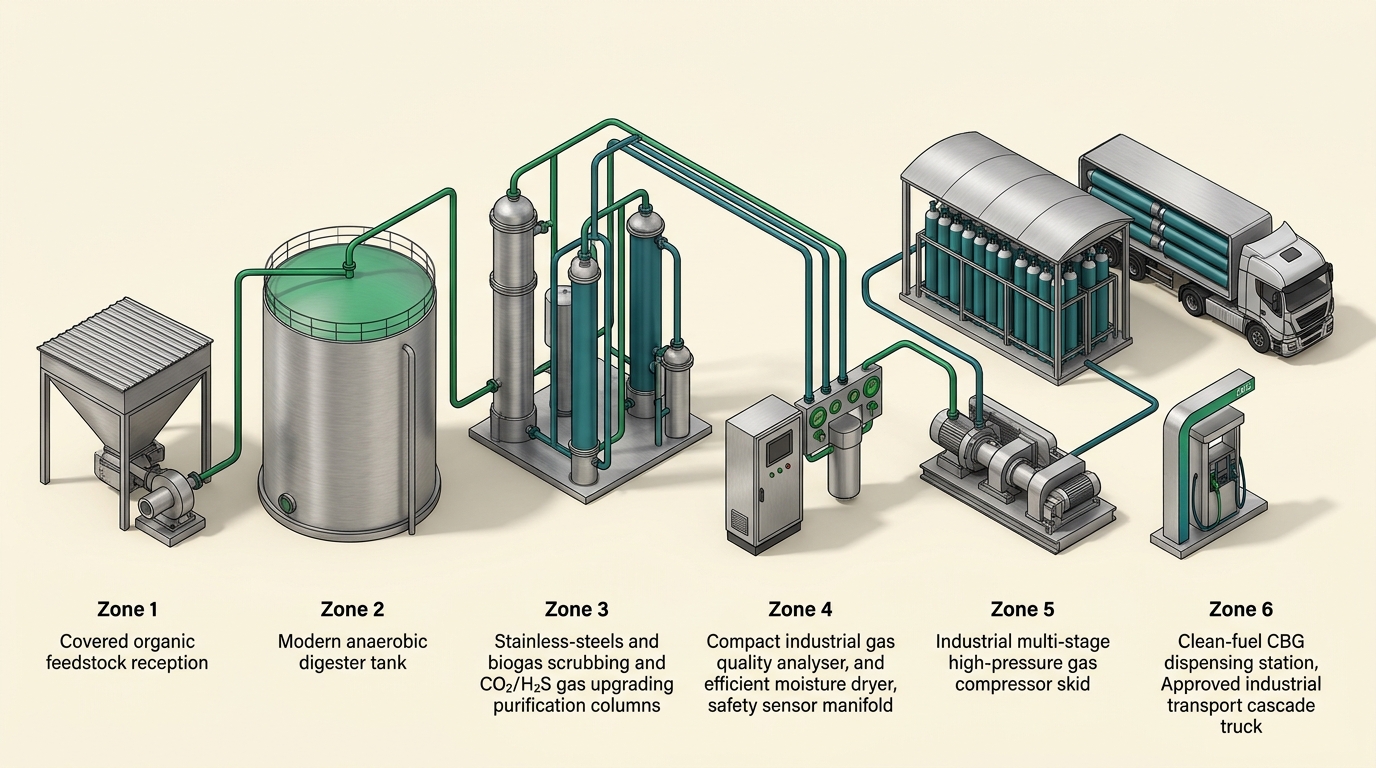 Zone 1
Covered organic
feedstock reception
Zone 2
Modern anaerobic
digester tank
Zone 3
Stainless-steels and
biogas scrubbing and
CO₂/H₂S gas upgrading
purification columns
Zone 4
Compact industrial gas
quality analyser, and
efficient moisture dryer,
safety sensor manifold
Zone 5
Industrial multi-stage
high-pressure gas
compressor skid
Zone 6
Clean-fuel CBG
dispensing station,
Approved industrial
transport cascade
truck